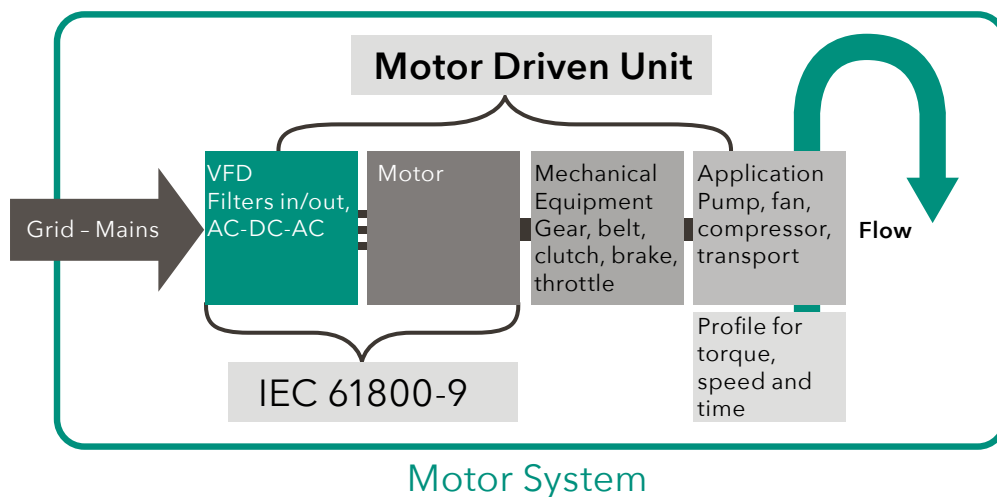 Motor Driven Unit
Grid – Mains
VFD
Filters in/out,
AC-DC-AC
Motor
Mechanical
Equipment
Gear, belt,
clutch, brake,
throttle
Application
Pump, fan,
compressor,
transport
Flow
IEC 61800-9
Profile for
torque,
speed and
time
Motor System